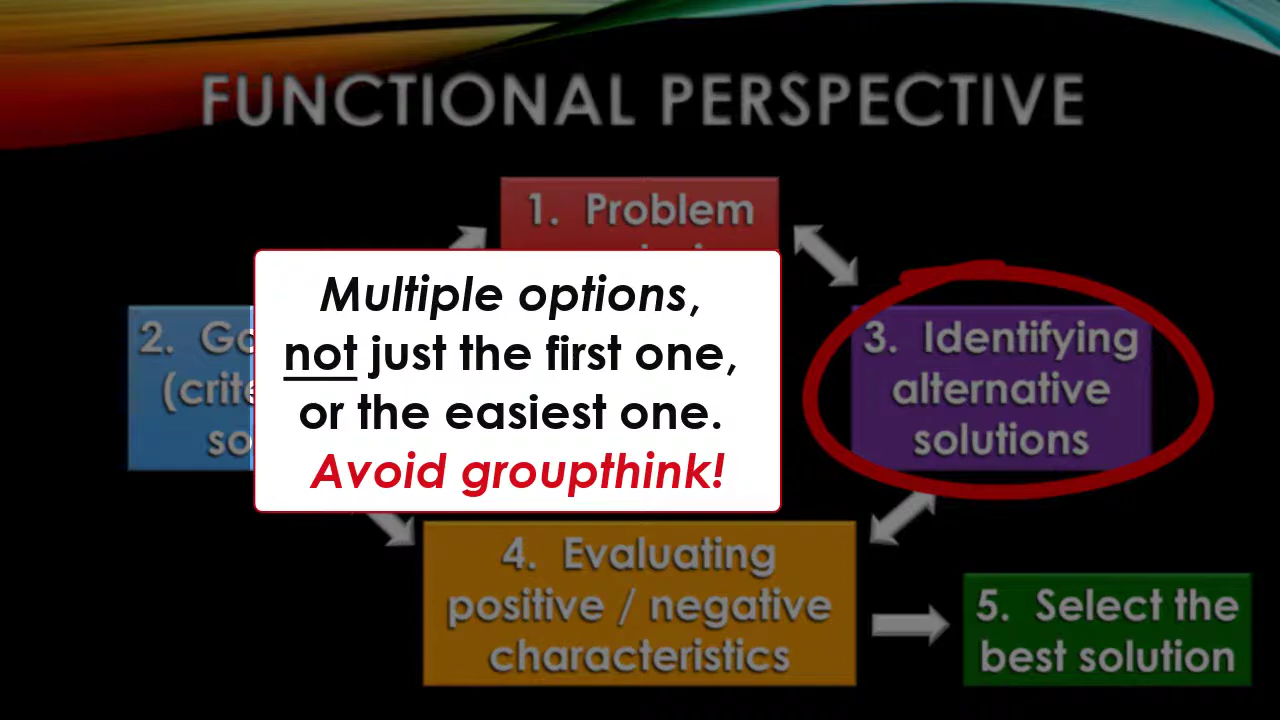 FUNCTIONAL PERSPECTIVE
1. Problem
Multiple options,
not just the first one,
or the easiest one.
Avoid groupthink!
2.
3. Identifying
alternative
solutions
4. Evaluating
positive / negative
characteristics
5. Select the
best solution